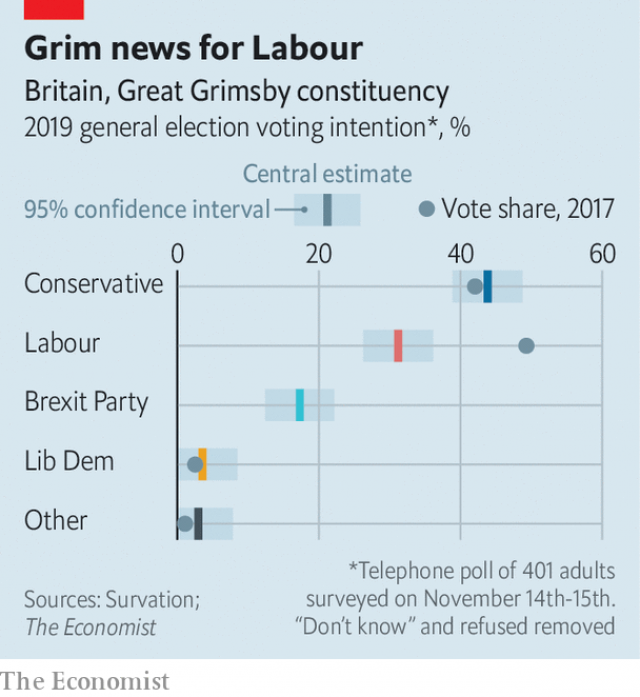 Grim news for Labour
Britain, Great Grimsby constituency
2019 general election voting intention*, %
Central estimate
95% confidence interval
Vote share, 2017
0 20 40 60
Conservative
Labour
Brexit Party
Lib Dem
Other
*Telephone poll of 401 adults
surveyed on November 14th-15th.
“Don’t know” and refused removed
Sources: Survation;
The Economist
The Economist